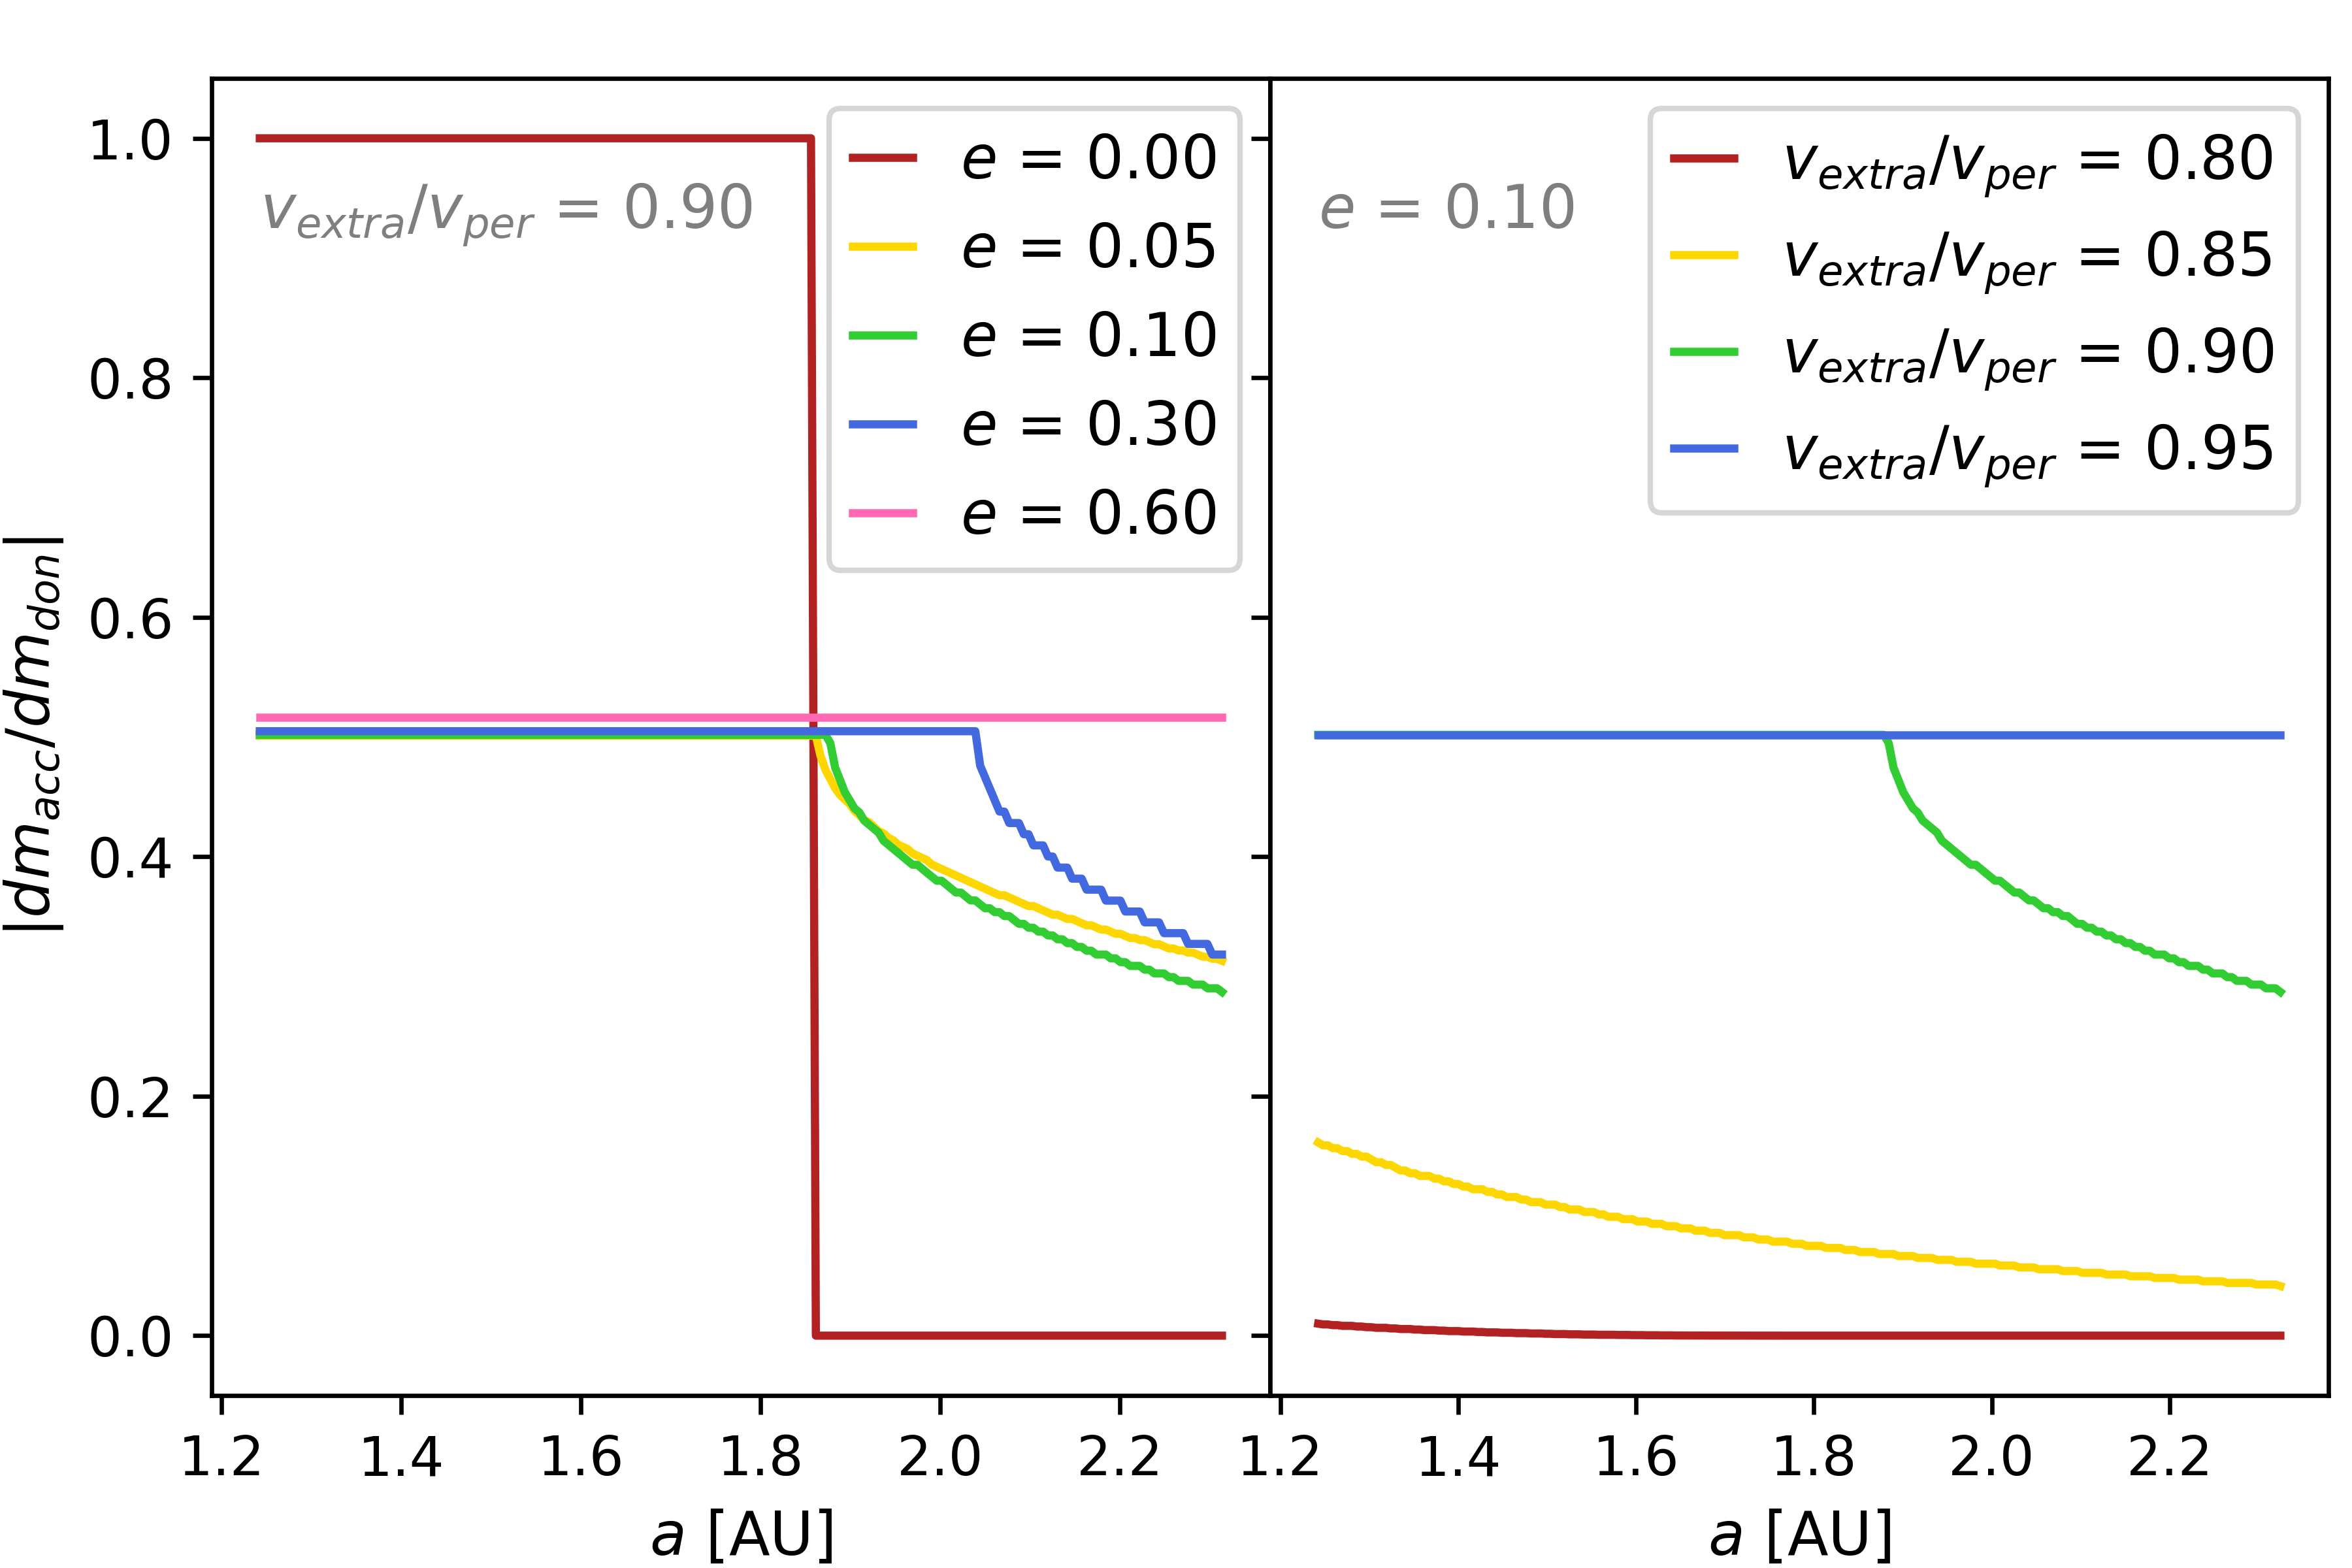 |dm_acc/dm_don|
1.0
0.8
0.6
0.4
0.2
0.0
v_extra/v_per = 0.90
e = 0.00
e = 0.05
e = 0.10
e = 0.30
e = 0.60
1.2 1.4 1.6 1.8 2.0 2.2
a [AU]
e = 0.10
v_extra/v_per = 0.80
v_extra/v_per = 0.85
v_extra/v_per = 0.90
v_extra/v_per = 0.95
1.2 1.4 1.6 1.8 2.0 2.2
a [AU]